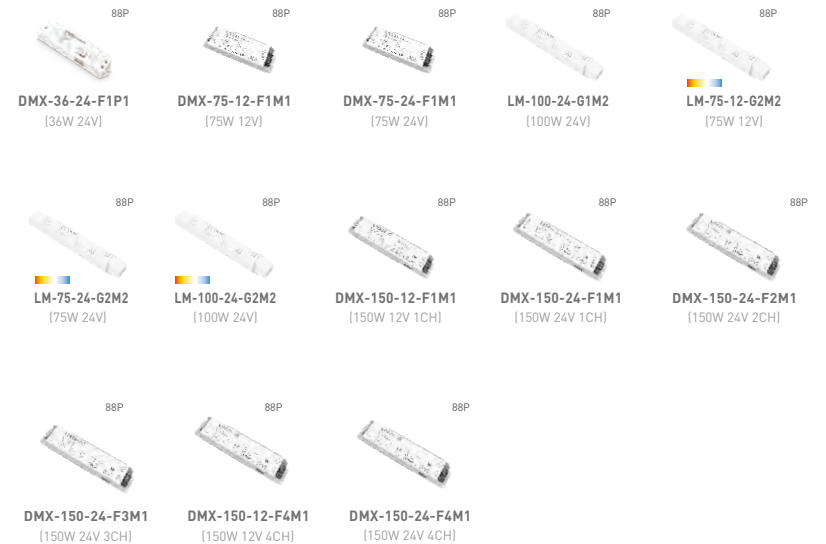 88P
88P
88P
88P
88P
DMX-36-24-F1P1
DMX-75-12-F1M1
DMX-75-24-F1M1
LM-100-24-G1M2
LM-75-12-G2M2
(36W 24V)
(75W 12V)
(75W 24V)
(100W 24V)
(75W 12V)
88P
88P
88P
88P
88P
LM-75-24-G2M2
LM-100-24-G2M2
DMX-150-12-F1M1
DMX-150-24-F1M1
DMX-150-24-F2M1
(75W 24V)
(100W 24V)
(150W 12V 1CH)
(150W 24V 1CH)
(150W 24V 2CH)
88P
88P
88P
DMX-150-24-F3M1
DMX-150-12-F4M1
DMX-150-24-F4M1
(150W 24V 3CH)
(150W 12V 4CH)
(150W 24V 4CH)